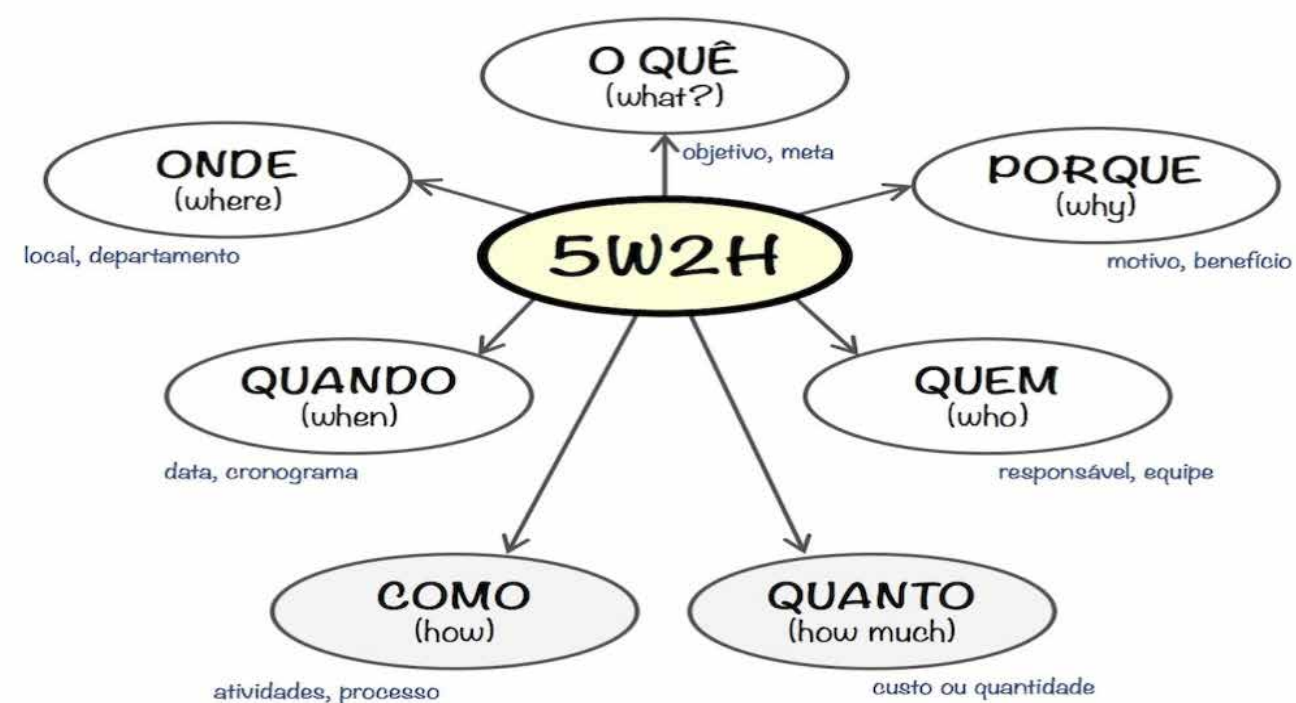 O QUÊ
(what?)
objetivo, meta
ONDE
(where)
local, departamento
PORQUE
(why)
motivo, benefício
5W2H
QUANDO
(when)
data, cronograma
QUEM
(who)
responsável, equipe
COMO
(how)
atividades, processo
QUANTO
(how much)
custo ou quantidade